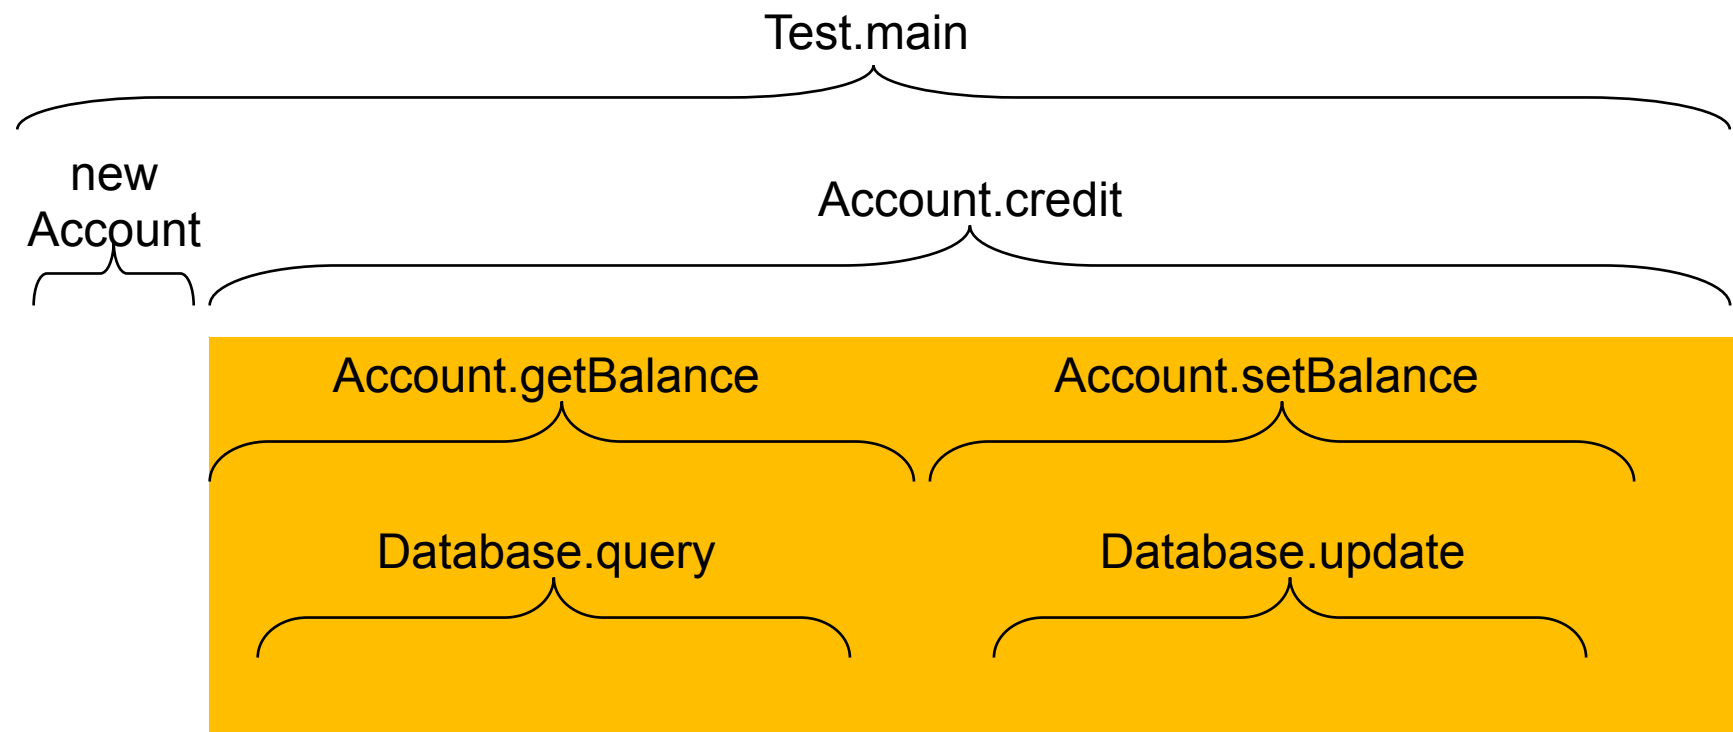 Test.main
new
Account
Account.credit
Account.getBalance
Account.setBalance
Database.query
Database.update